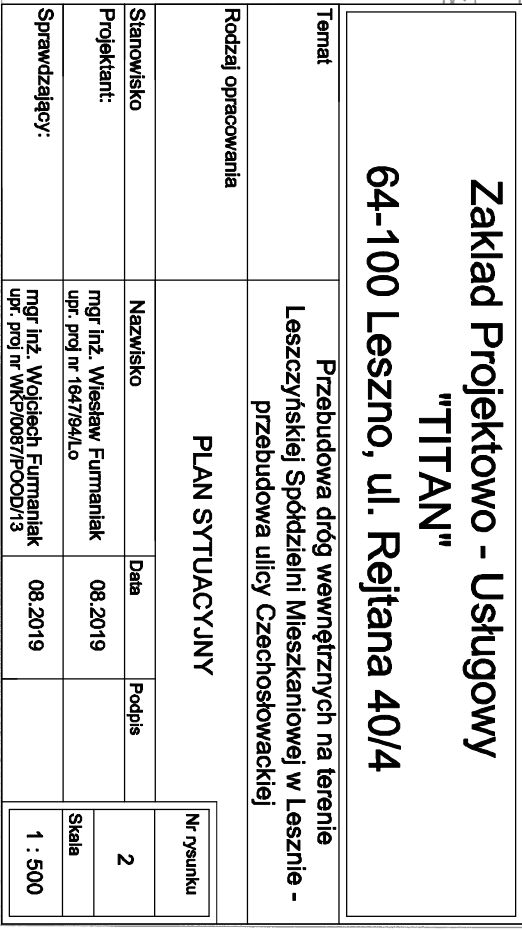 Zaklad Projektowo - Usługowy
"TITAN"
64-100 Leszno, ul. Rejtana 40/4
Temat
Przebudowa dróg wewnętrznych na terenie
Leszczyńskiej Spółdzielni Mieszkaniowej w Lesznie -
przebudowa ulicy Czechosłowackiej
Rodzaj opracowania
PLAN SYTUACYJNY
Nr rysunku
2
Stanowisko
Nazwisko
Data
Podpis
Projektant:
mgr inż. Wiesław Furmaniak
upr. proj nr 1647/94/Lo
08.2019
Skala
1 : 500
Sprawdzający:
mgr inż. Wojciech Furmaniak
upr. proj nr WKP/0087/POOD/13
08.2019